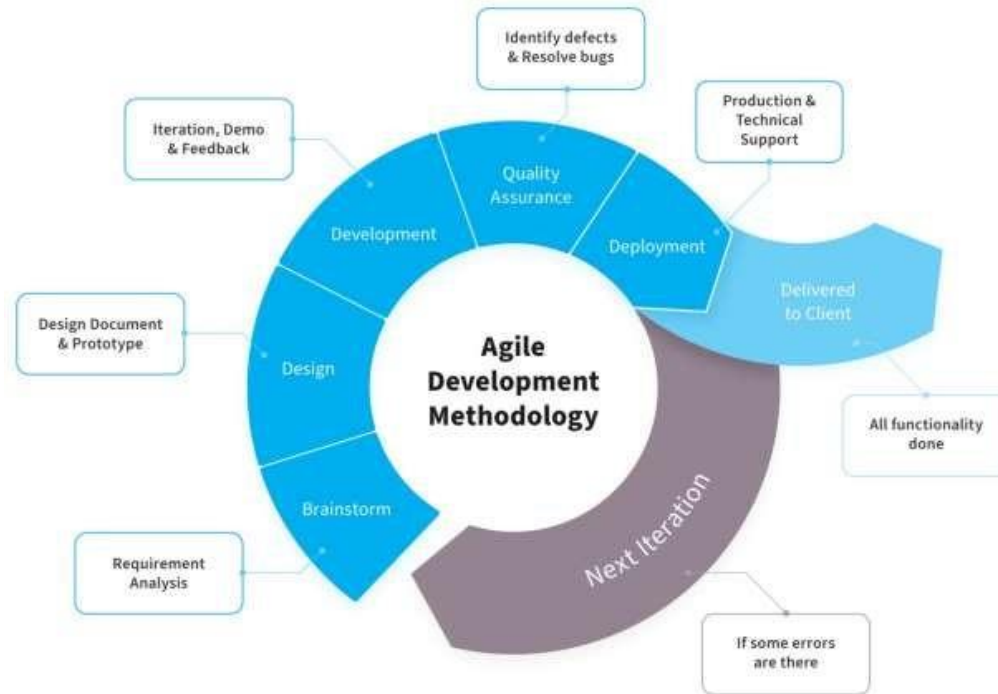 Identify defects
& Resolve bugs
Production &
Technical
Support
Iteration, Demo
& Feedback
Quality
Assurance
Development
Deployment
Delivered
to Client
Design Document
& Prototype
Design
Agile
Development
Methodology
All functionality
done
Brainstorm
Next Iteration
Requirement
Analysis
If some errors
are there